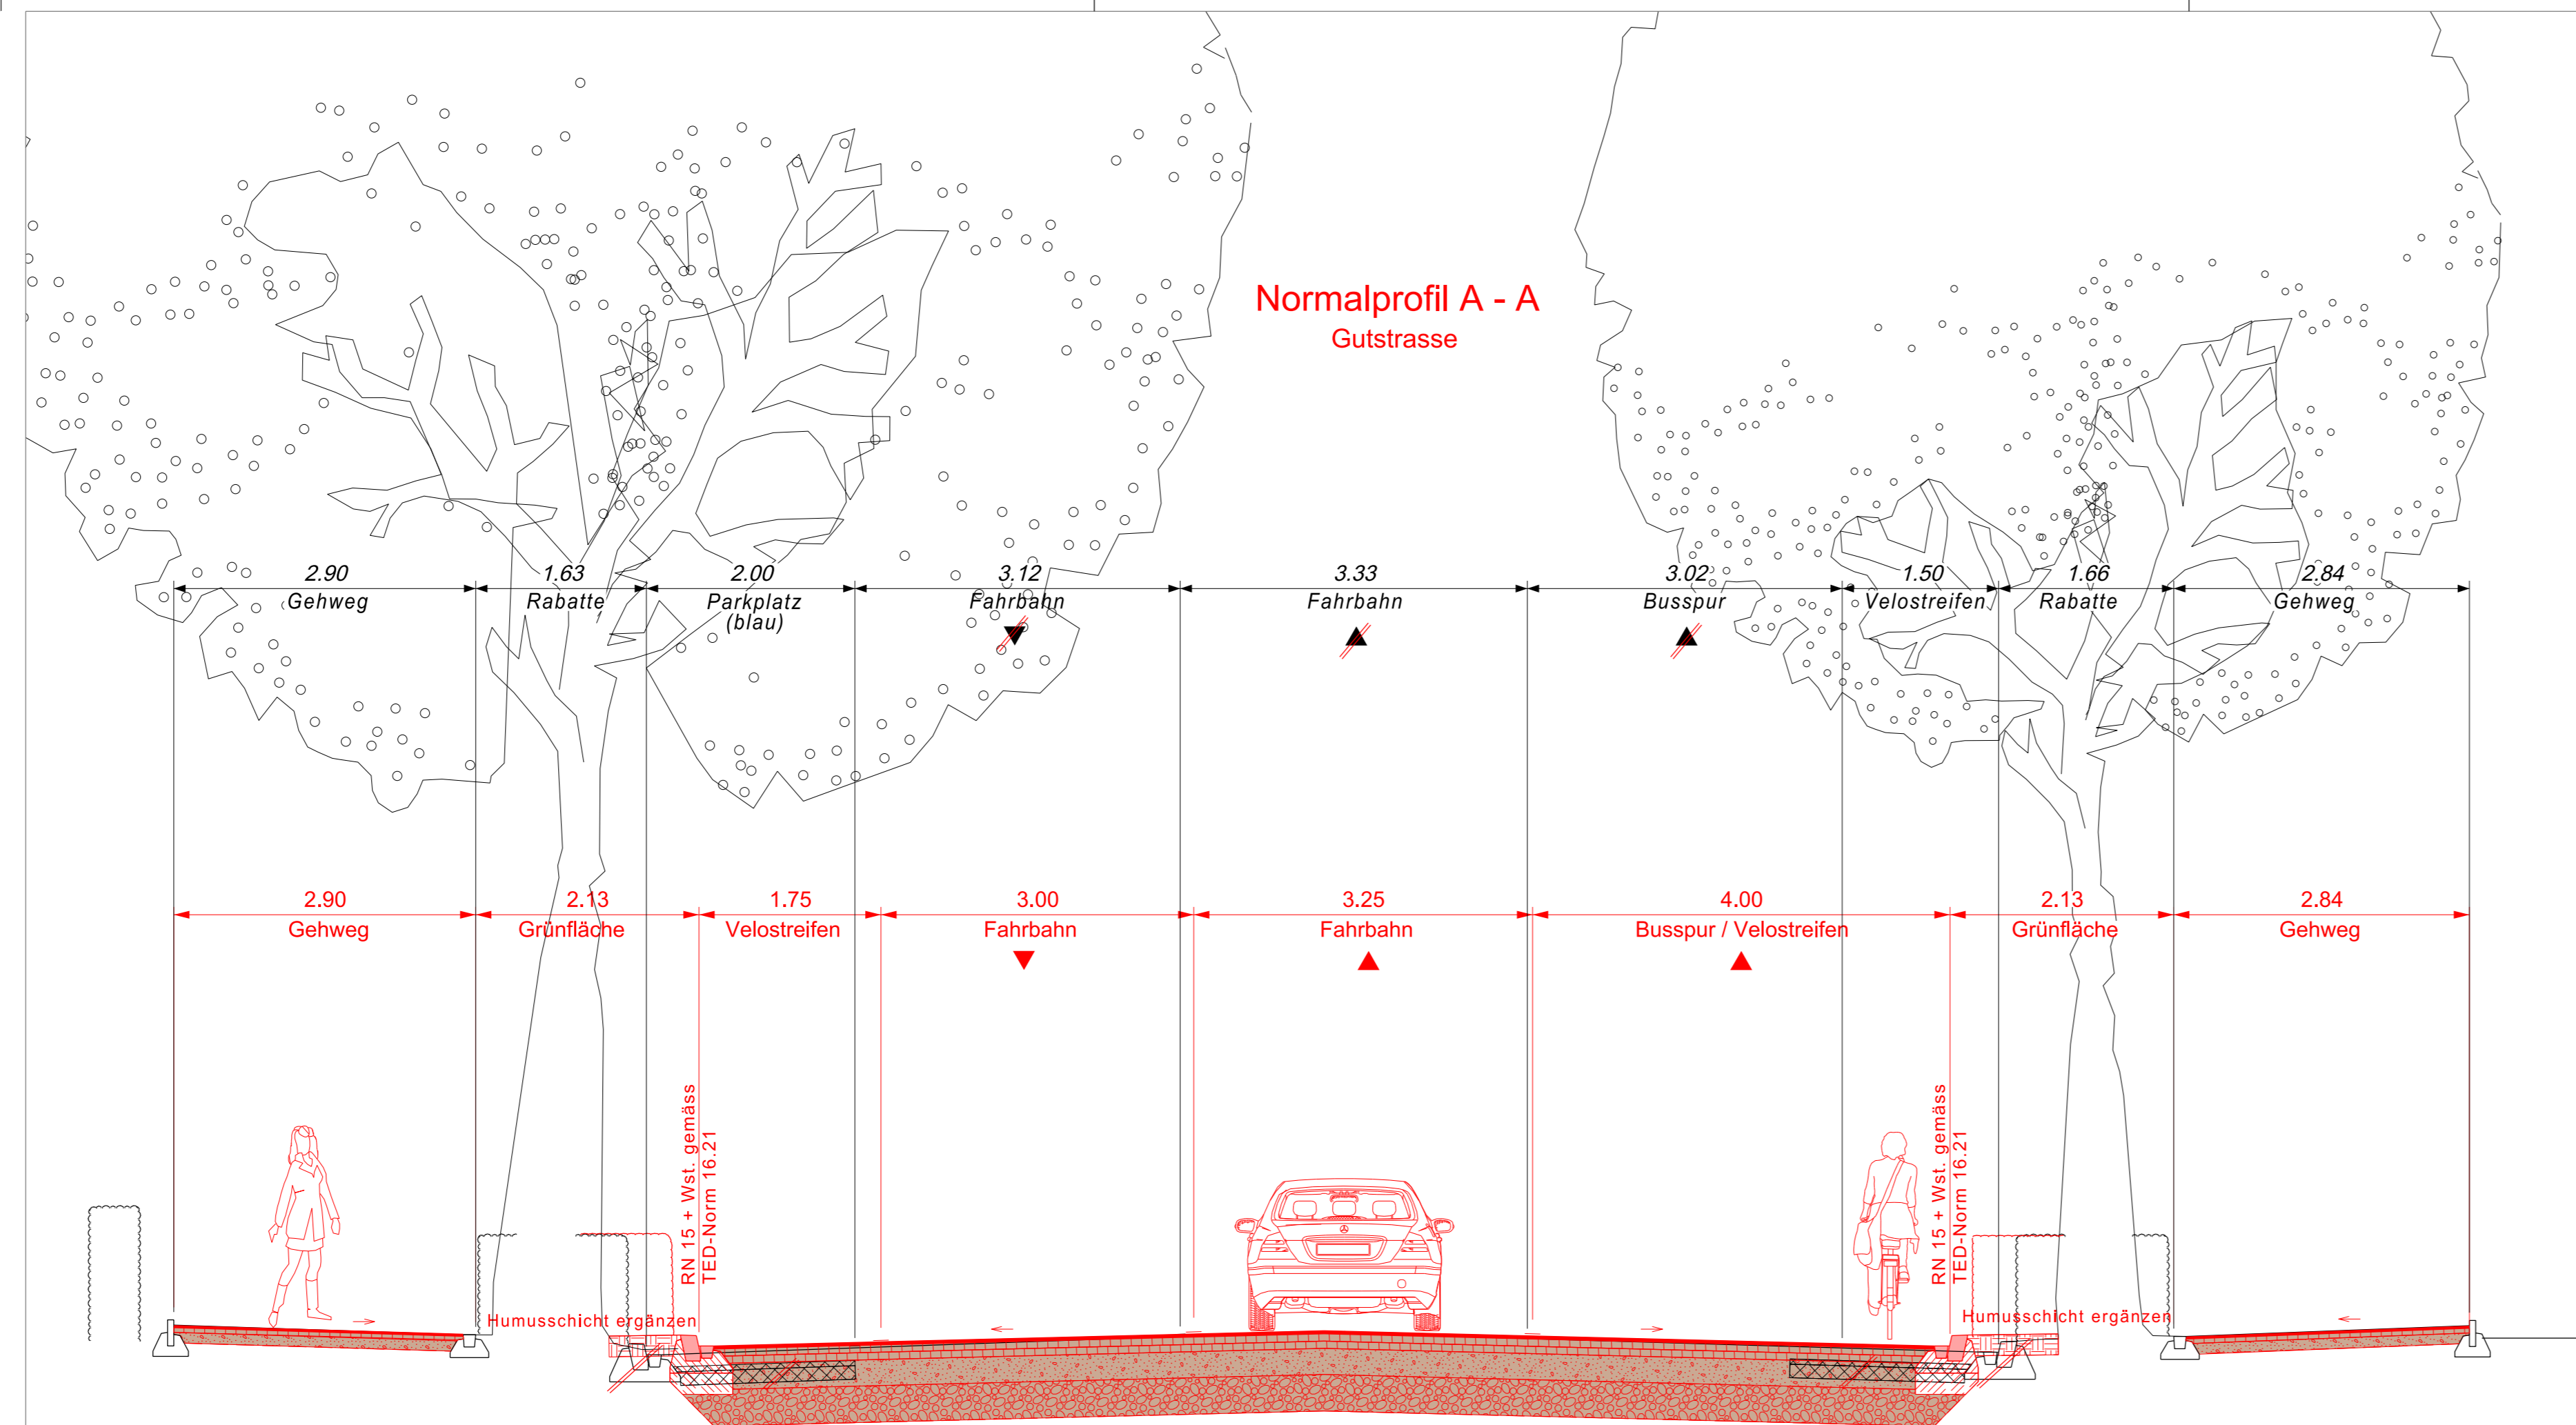 Normalprofil A - A
Gutstrasse
2.90 1.63 2.00 3.12 3.33 3.02 1.50 1.66 2.84
Gehweg Rabatte Parkplatz Fahrbahn Fahrbahn Busspur Velostreifen Rabatte Gehweg
(blau)
2.90 2.13 1.75 3.00 3.25 4.00 2.13 2.84
Gehweg Grünfläche Velostreifen Fahrbahn Fahrbahn Busspur / Velostreifen Grünfläche Gehweg
RN 15 + Wst. gemäss
TED-Norm 16.21
RN 15 + Wst. gemäss
TED-Norm 16.21
Humusschicht ergänzen
Humusschicht ergänzen